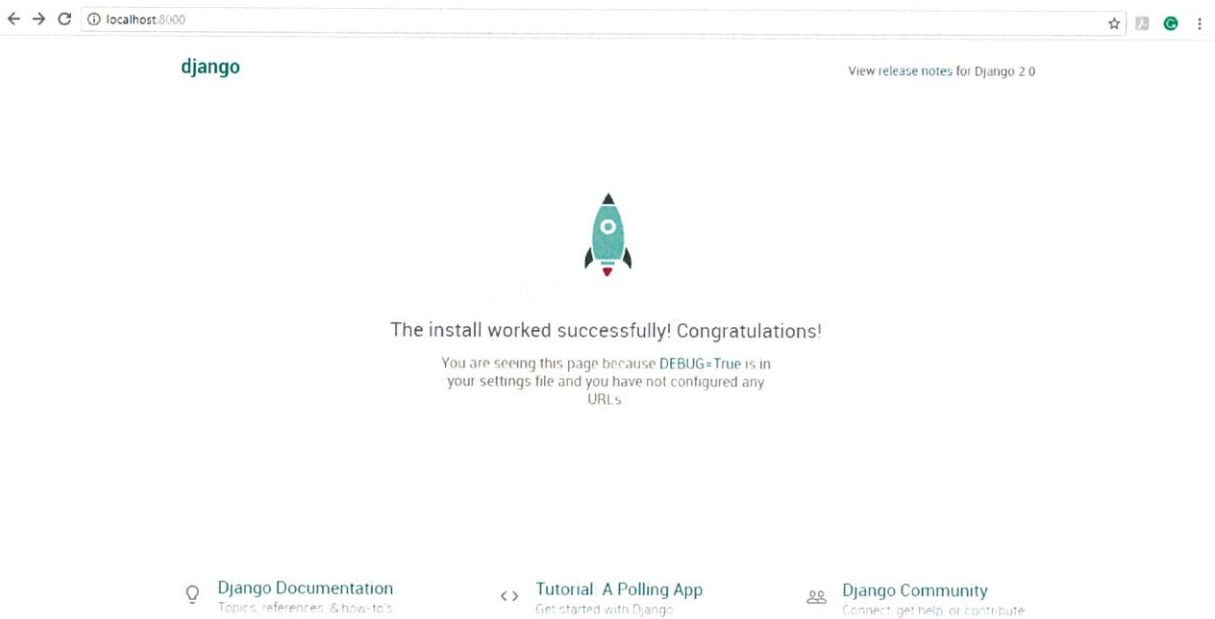 localhost:8000
django
View release notes for Django 2.0
The install worked successfully! Congratulations!
You are seeing this page because DEBUG=True is in
your settings file and you have not configured any
URLs.
Django Documentation
Topics, references, & how-to's
Tutorial: A Polling App
Get started with Django
Django Community
Connect, get help, or contribute